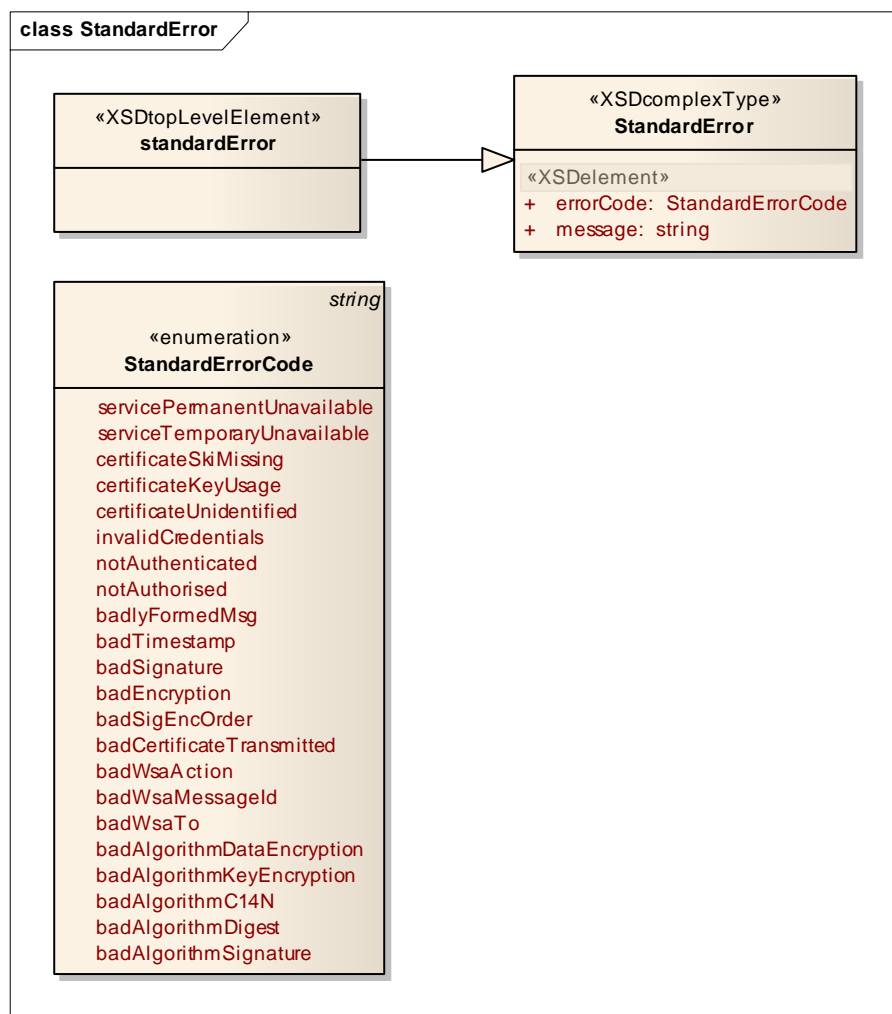 class StandardError
«XSDtopLevelElement»
standardError
«XSDcomplexType»
StandardError
«XSDelement»
+ errorCode: StandardErrorCode
+ message: string
string
«enumeration»
StandardErrorCode
servicePermanentUnavailable
serviceTemporaryUnavailable
certificateSkiMissing
certificateKeyUsage
certificateUnidentified
invalidCredentials
notAuthenticated
notAuthorised
badlyFormedMsg
badTimestamp
badSignature
badEncryption
badSigEncOrder
badCertificateTransmitted
badWsaAction
badWsaMessageId
badWsaTo
badAlgorithmDataEncryption
badAlgorithmKeyEncryption
badAlgorithmC14N
badAlgorithmDigest
badAlgorithmSignature